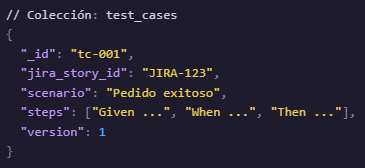 // Colección: test_cases
{
  "_id": "tc-001",
  "jira_story_id": "JIRA-123",
  "scenario": "Pedido exitoso",
  "steps": ["Given ...", "When ...", "Then ..."],
  "version": 1
}